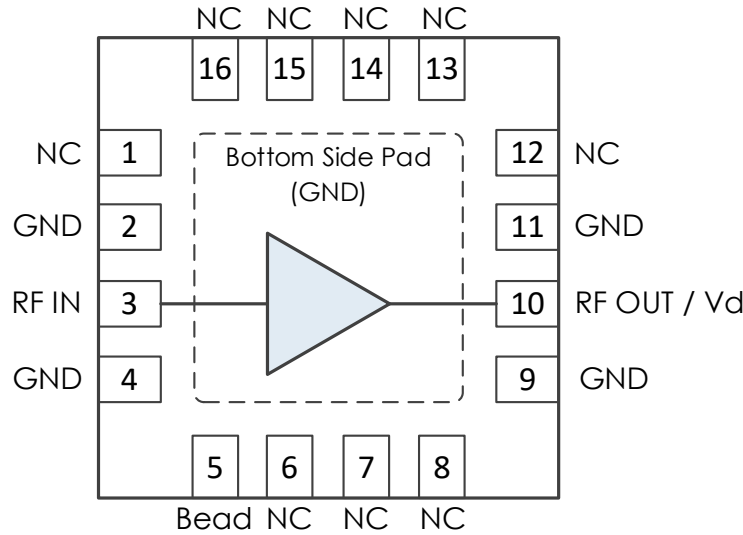 NC NC NC NC
16 15 14 13
NC 1 Bottom Side Pad 12 NC
(GND)
GND 2 11 GND
RF IN 3 10 RF OUT / Vd
GND 4 9 GND
5 6 7 8
Bead NC NC NC